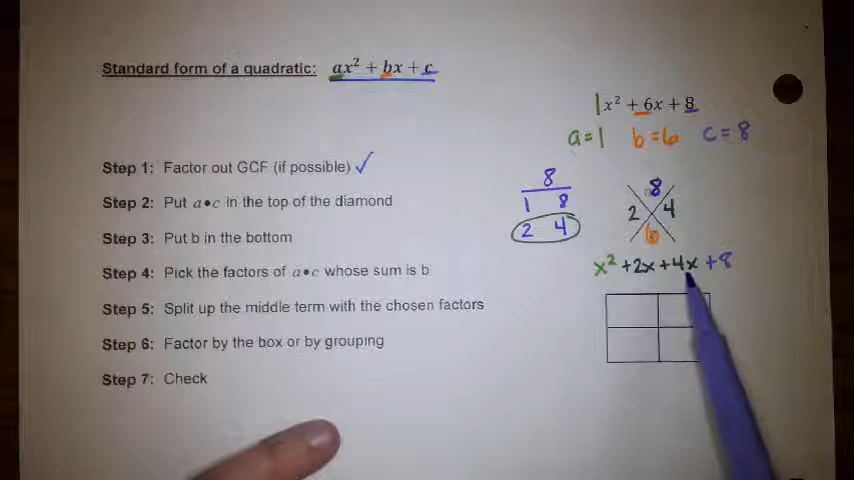 Standard form of a quadratic: ax² + bx + c
1x² + 6x + 8
a=1 b=6 c=8
Step 1: Factor out GCF (if possible) ✓
Step 2: Put a•c in the top of the diamond
Step 3: Put b in the bottom
Step 4: Pick the factors of a•c whose sum is b
Step 5: Split up the middle term with the chosen factors
Step 6: Factor by the box or by grouping
Step 7: Check
8
1 8
2 4
8
2 4
6
x² +2x +4x +8